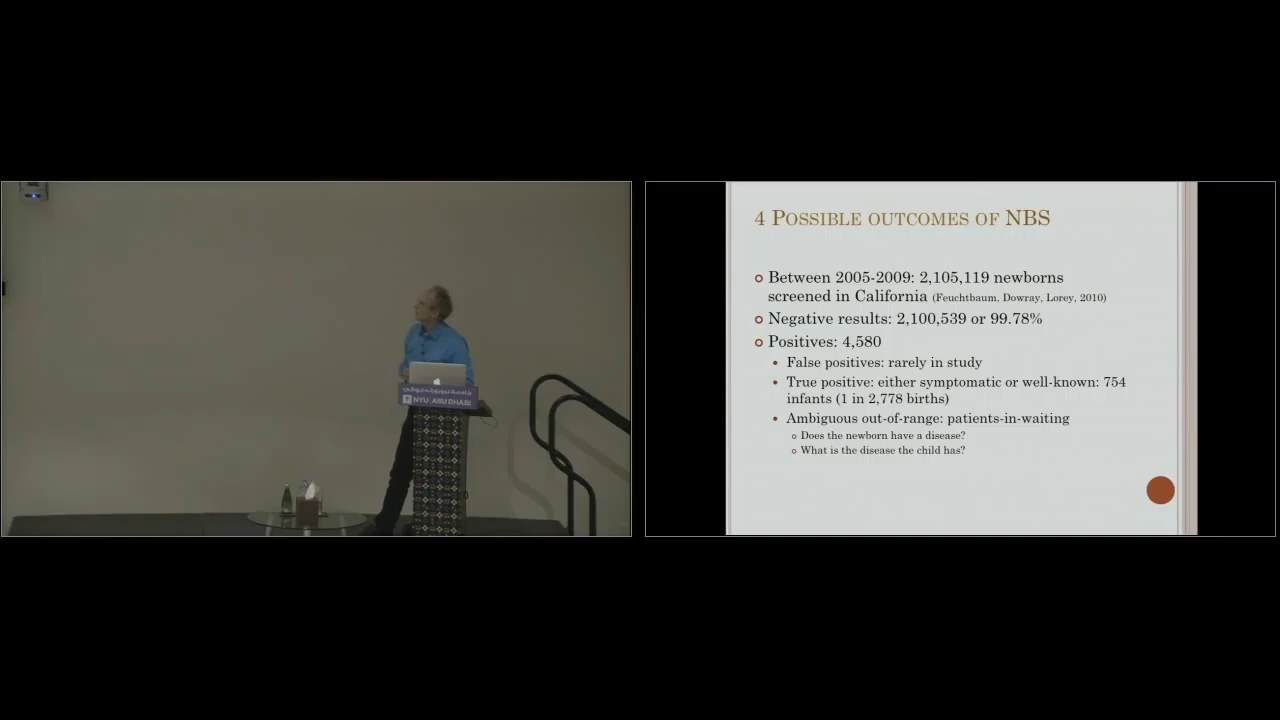 جامعة نيويورك أبوظبي
NYU ABU DHABI
4 POSSIBLE OUTCOMES OF NBS
Between 2005-2009: 2,105,119 newborns
screened in California (Feuchtbaum, Dowray, Lorey, 2010)
Negative results: 2,100,539 or 99.78%
Positives: 4,580
False positives: rarely in study
True positive: either symptomatic or well-known: 754
infants (1 in 2,778 births)
Ambiguous out-of-range: patients-in-waiting
Does the newborn have a disease?
What is the disease the child has?